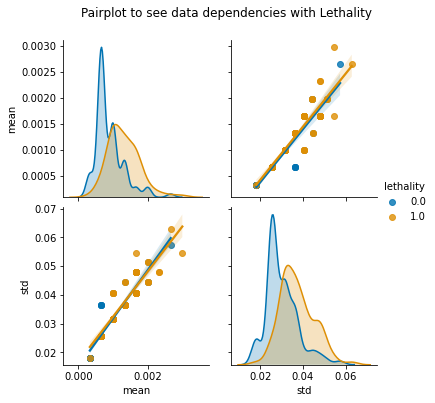 Pairplot to see data dependencies with Lethality
0.0030
0.0025
0.0020
0.0015
0.0010
0.0005
mean
lethality
0.0
1.0
0.07
0.06
0.05
0.04
0.03
0.02
std
0.000 0.002
mean
0.02 0.04 0.06
std